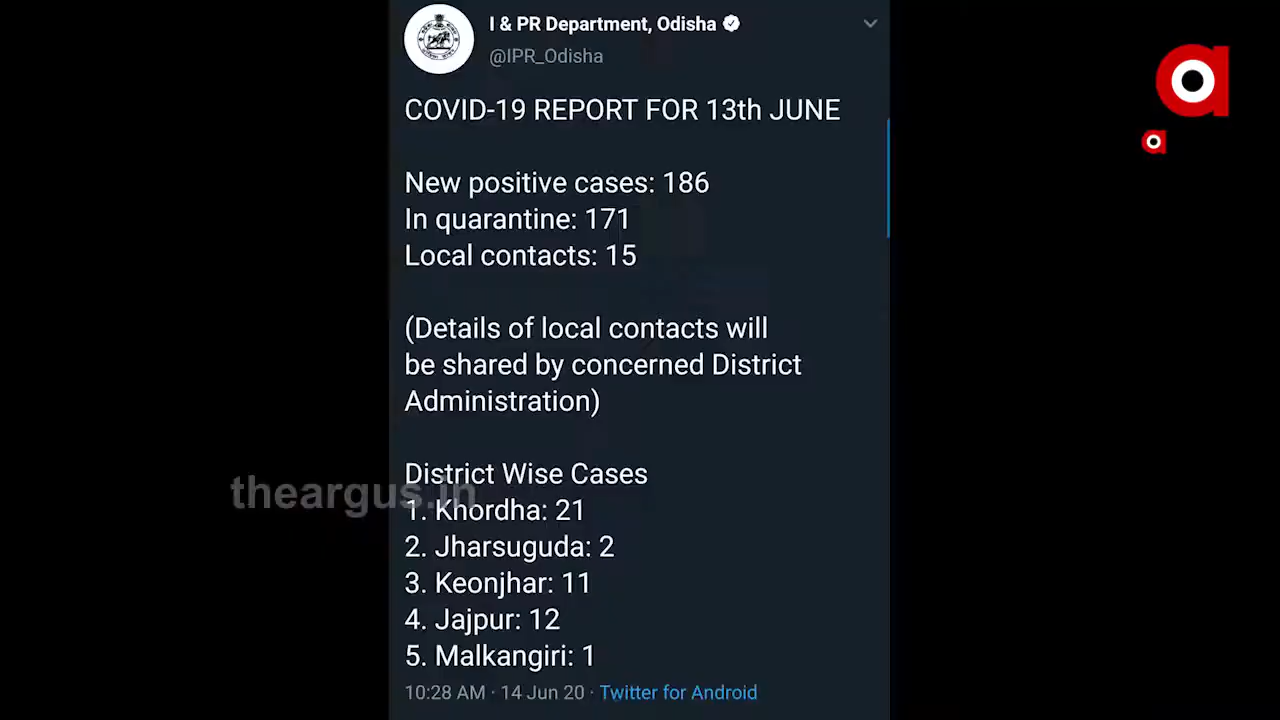 I & PR Department, Odisha
@IPR_Odisha
COVID-19 REPORT FOR 13th JUNE
New positive cases: 186
In quarantine: 171
Local contacts: 15
(Details of local contacts will
be shared by concerned District
Administration)
District Wise Cases
theargus.in
1. Khordha: 21
2. Jharsuguda: 2
3. Keonjhar: 11
4. Jajpur: 12
5. Malkangiri: 1
10:28 AM · 14 Jun 20 · Twitter for Android
a
a